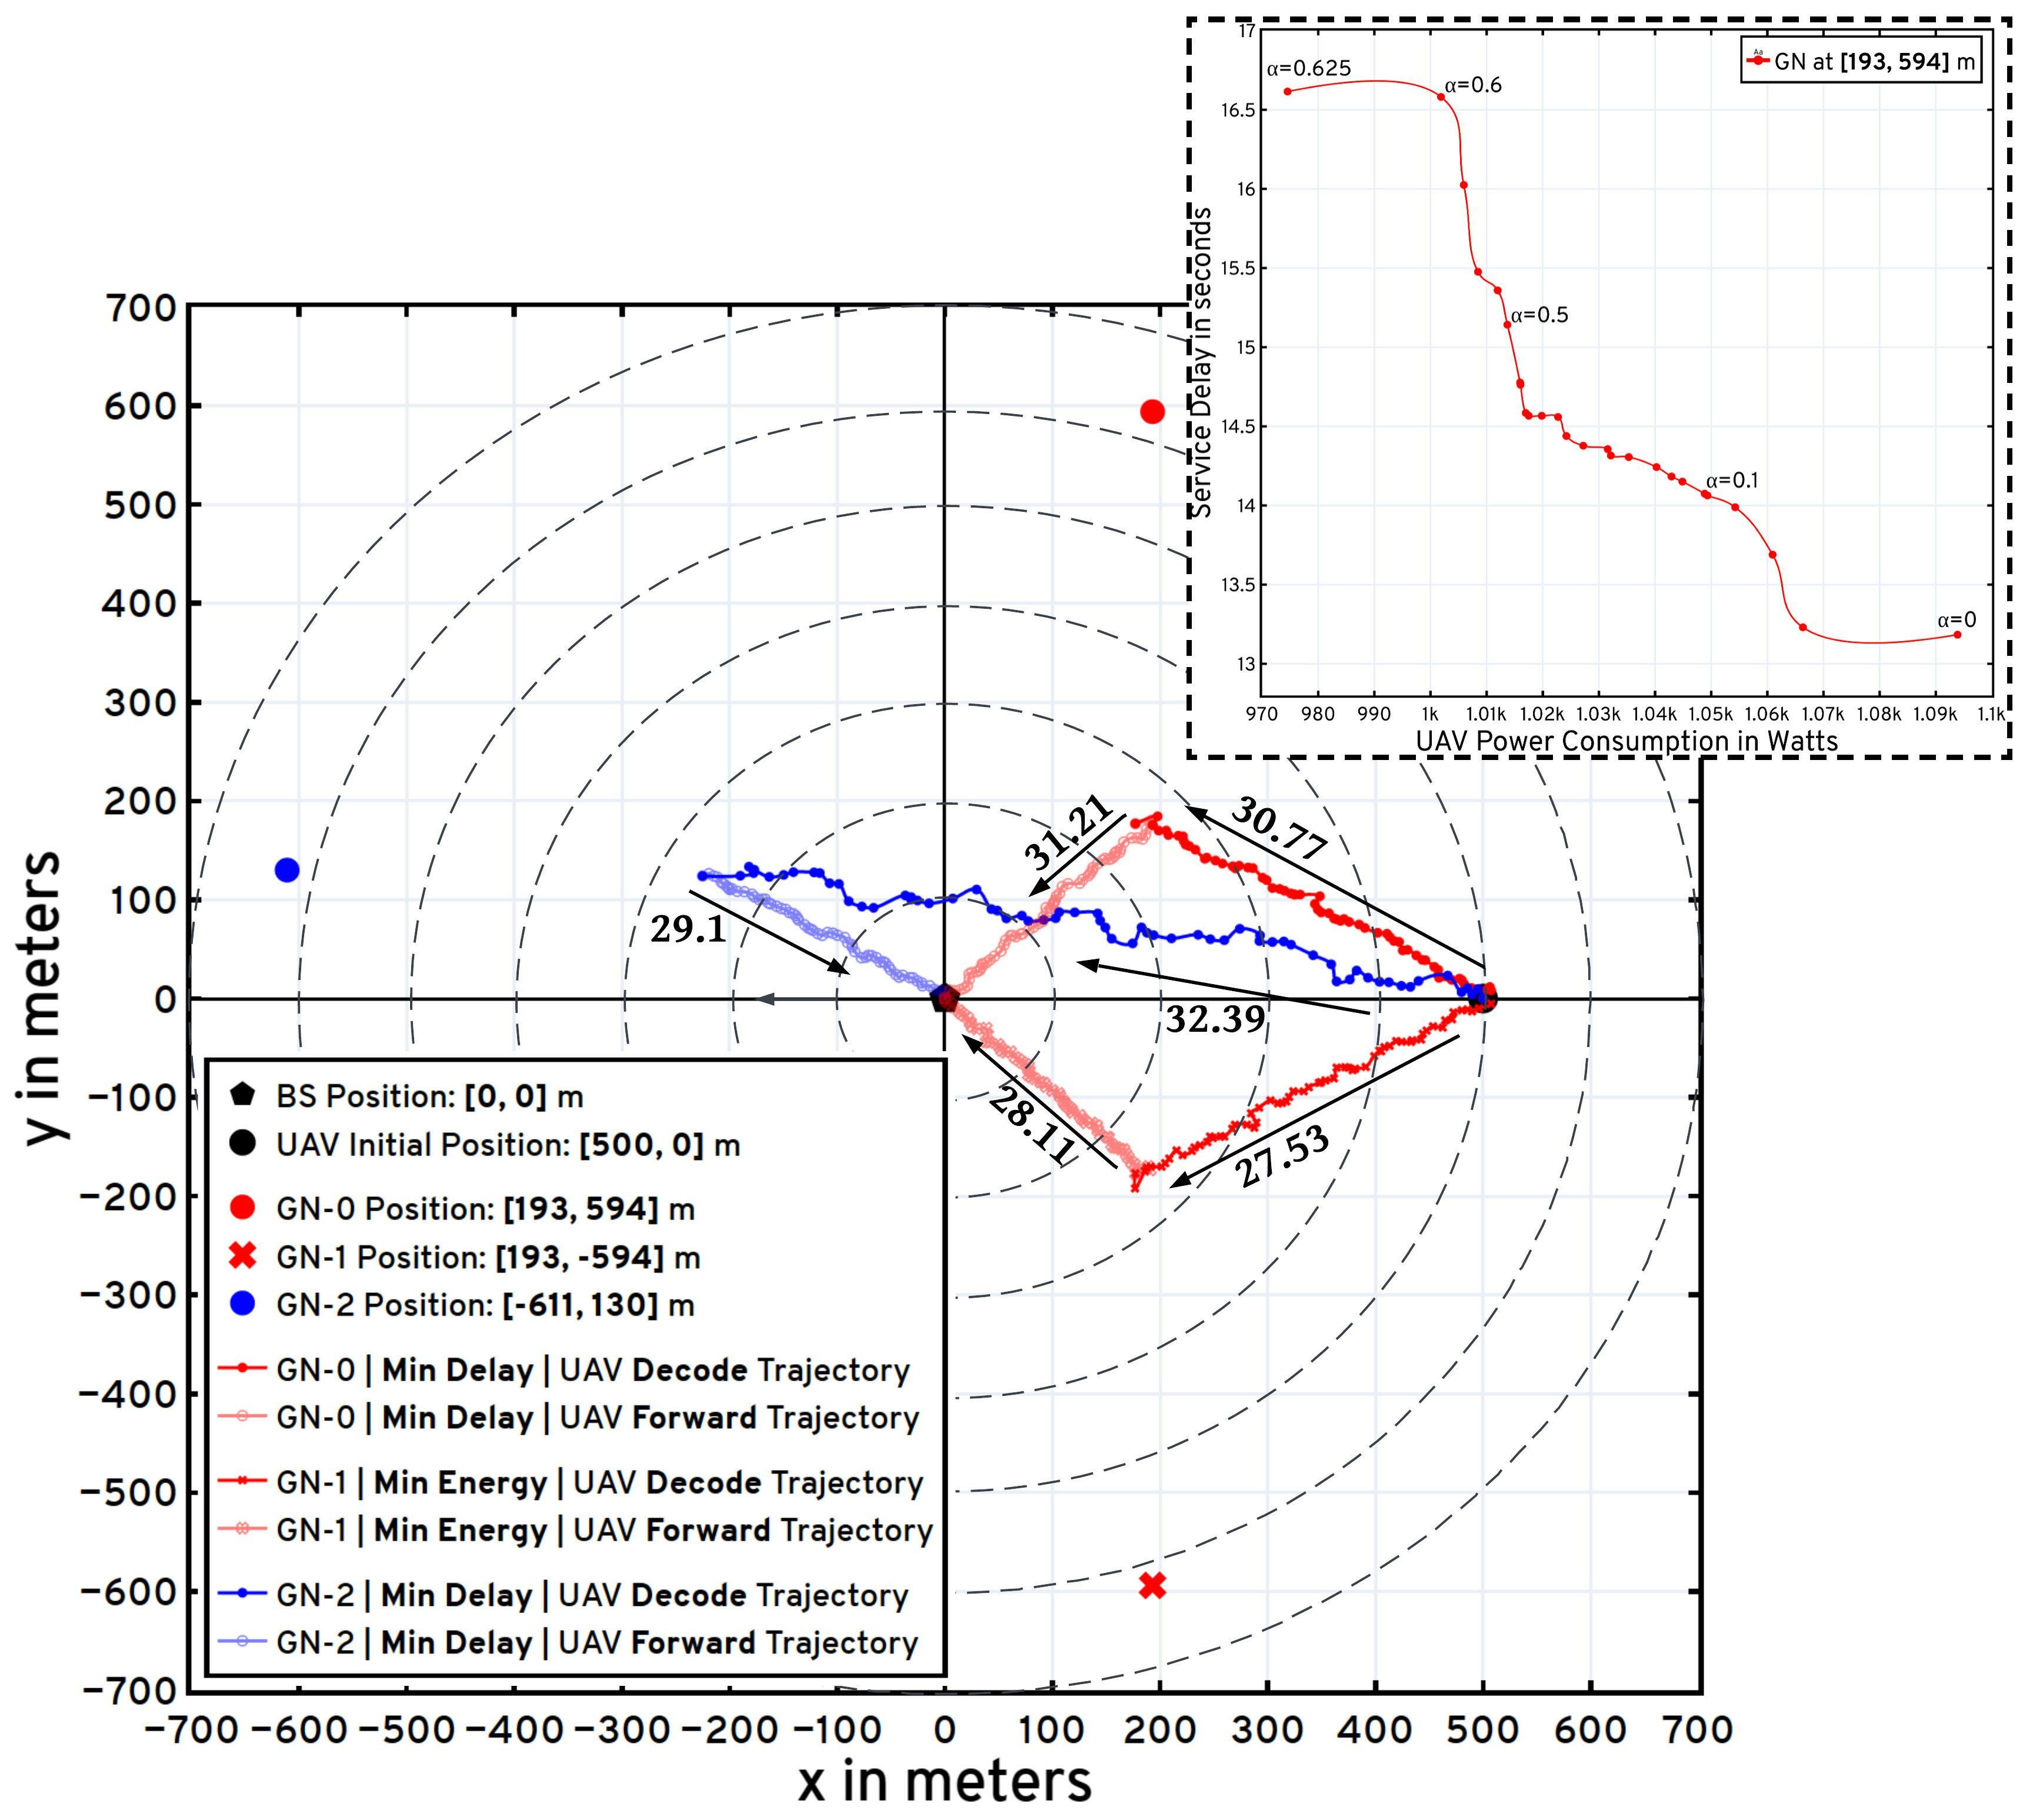 17
16.5
16
15.5
15
14.5
14
13.5
13
Service Delay in seconds
α=0.625
α=0.6
α=0.5
α=0.1
α=0
Aa
GN at [193, 594] m
970 980 990 1k 1.01k 1.02k 1.03k 1.04k 1.05k 1.06k 1.07k 1.08k 1.09k 1.1k
UAV Power Consumption in Watts
700
600
500
400
300
200
100
0
−100
−200
−300
−400
−500
−600
−700
y in meters
31.21
30.77
29.1
32.39
28.11
27.53
BS Position: [0, 0] m
UAV Initial Position: [500, 0] m
GN-0 Position: [193, 594] m
GN-1 Position: [193, -594] m
GN-2 Position: [-611, 130] m
GN-0 | Min Delay | UAV Decode Trajectory
GN-0 | Min Delay | UAV Forward Trajectory
GN-1 | Min Energy | UAV Decode Trajectory
GN-1 | Min Energy | UAV Forward Trajectory
GN-2 | Min Delay | UAV Decode Trajectory
GN-2 | Min Delay | UAV Forward Trajectory
−700 −600 −500 −400 −300 −200 −100 0 100 200 300 400 500 600 700
x in meters